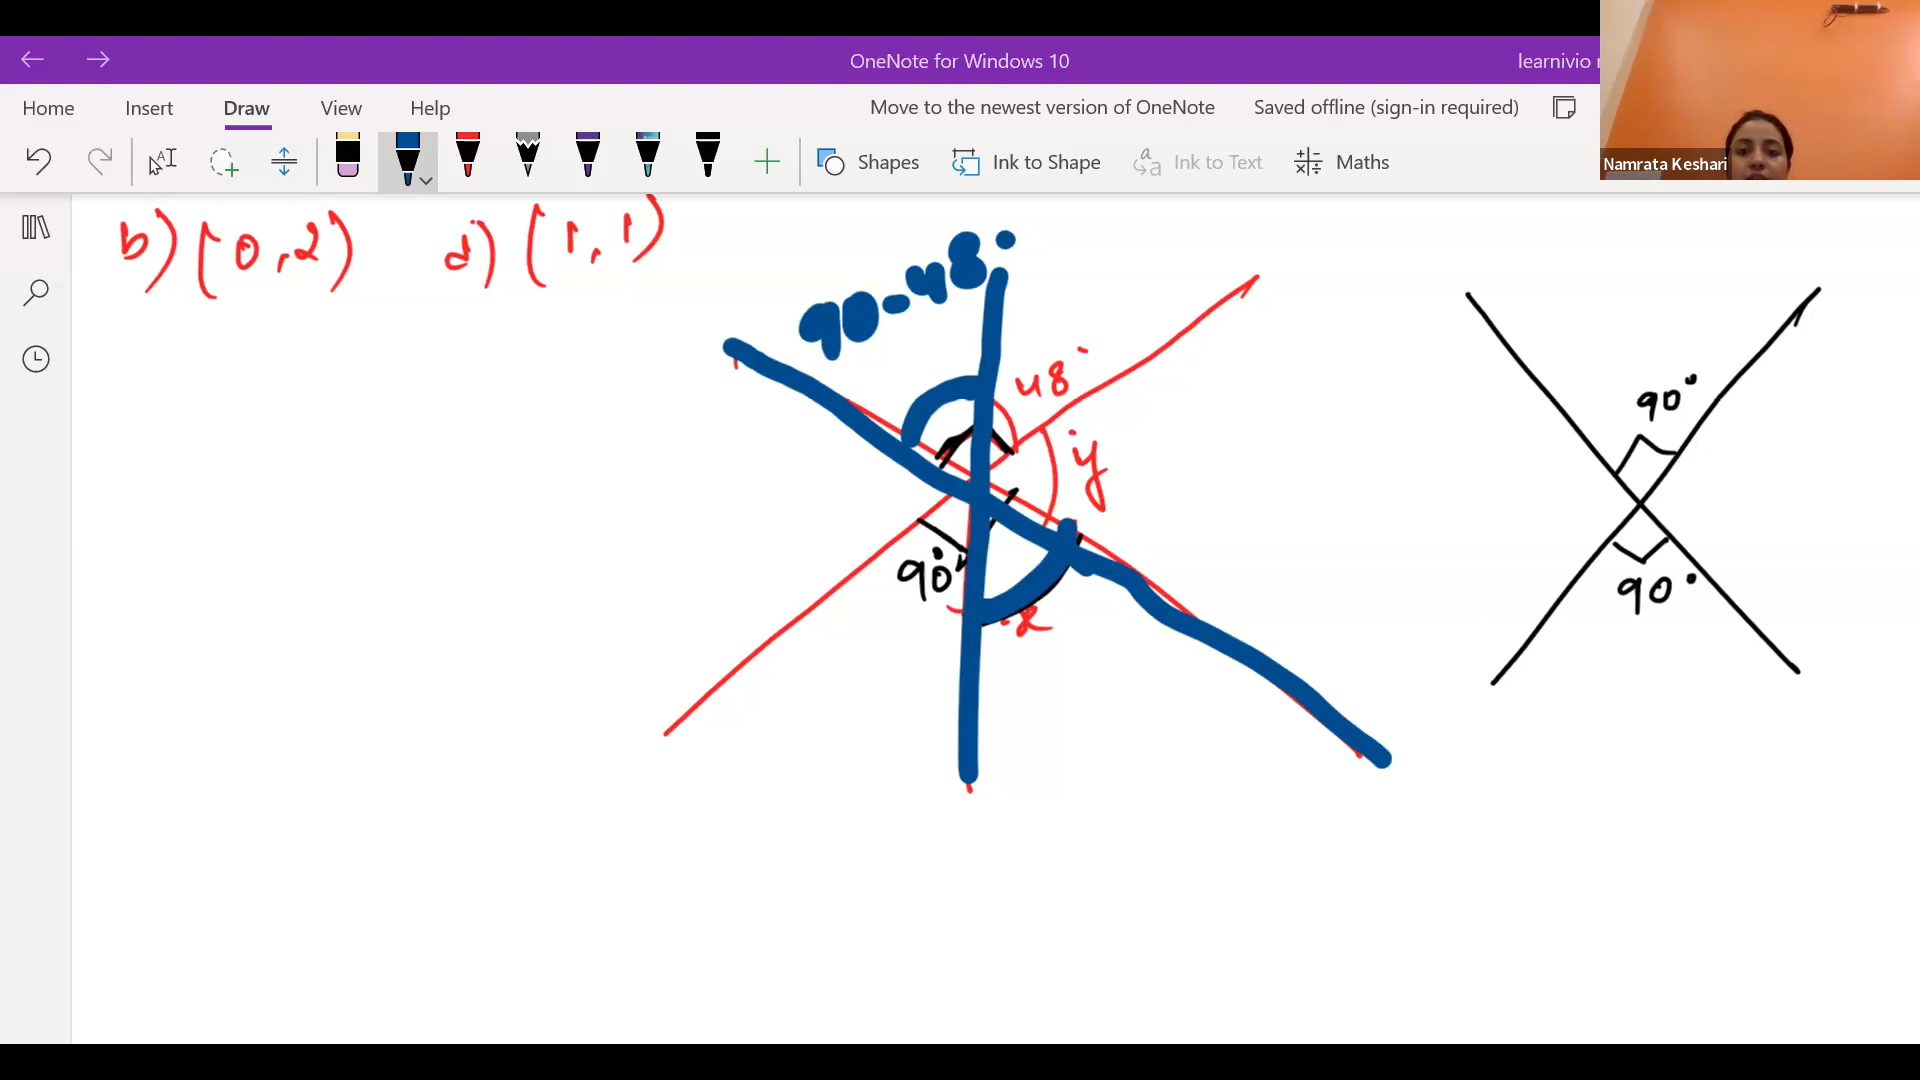 OneNote for Windows 10
learnivio
Home Insert Draw View Help
Move to the newest version of OneNote Saved offline (sign-in required)
Shapes Ink to Shape Ink to Text Maths
Namrata Keshari
b) (0,2) d) (1,1)
90-48°
48°
y
90°
x
90°
90°